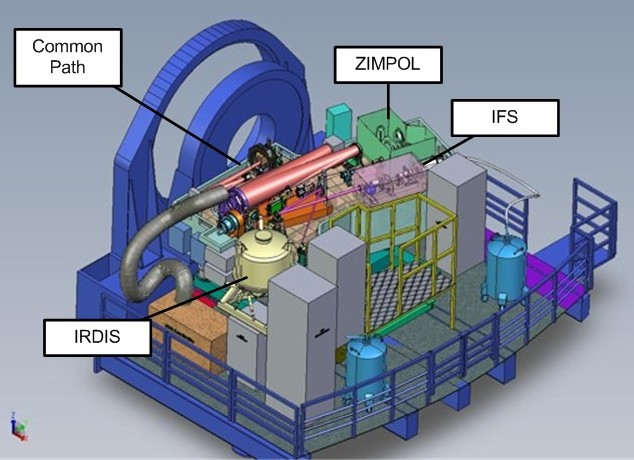 Common
Path
ZIMPOL
IFS
IRDIS